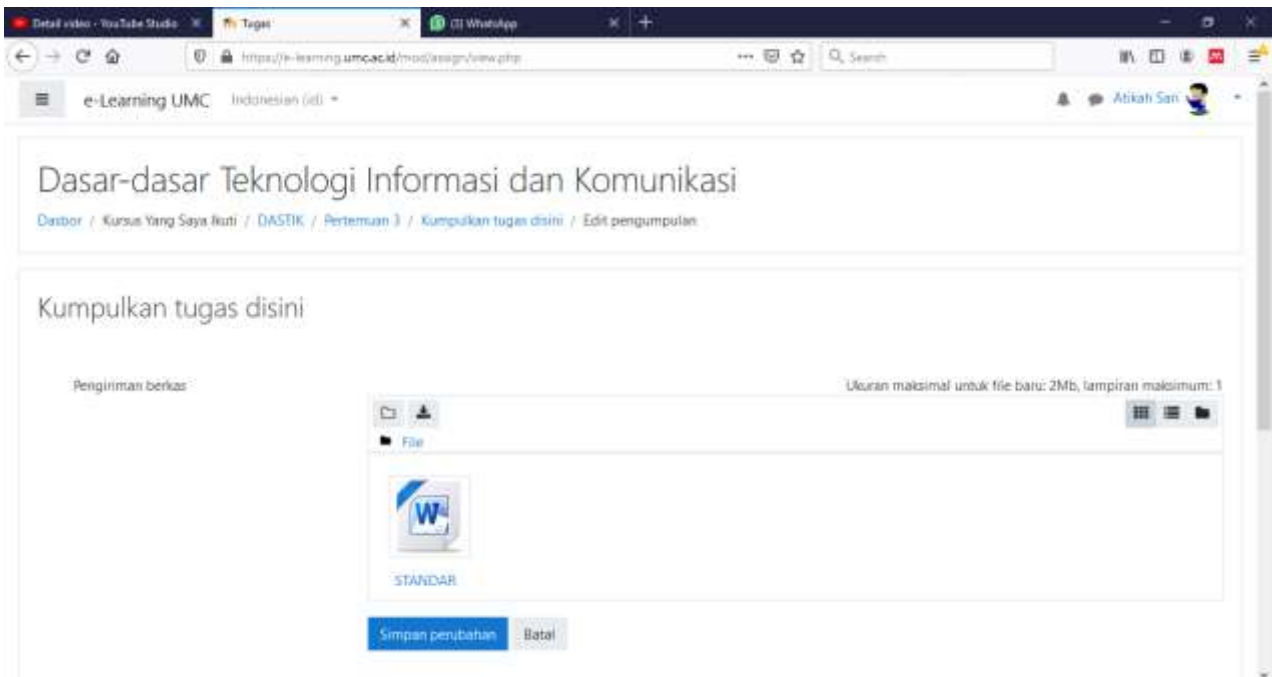 Detail video - YouTube Studio
Tugas
(3) WhatsApp
https://e-learning.umc.ac.id/mod/assign/view.php
Search
e-Learning UMC
Indonesian (id)
Atikah Sari
Dasar-dasar Teknologi Informasi dan Komunikasi
Dasbor / Kursus Yang Saya Ikuti / DASTIK / Pertemuan 3 / Kumpulkan tugas disini / Edit pengumpulan
Kumpulkan tugas disini
Pengiriman berkas
Ukuran maksimal untuk file baru: 2Mb, lampiran maksimum: 1
File
W
STANDAR
Simpan perubahan
Batal